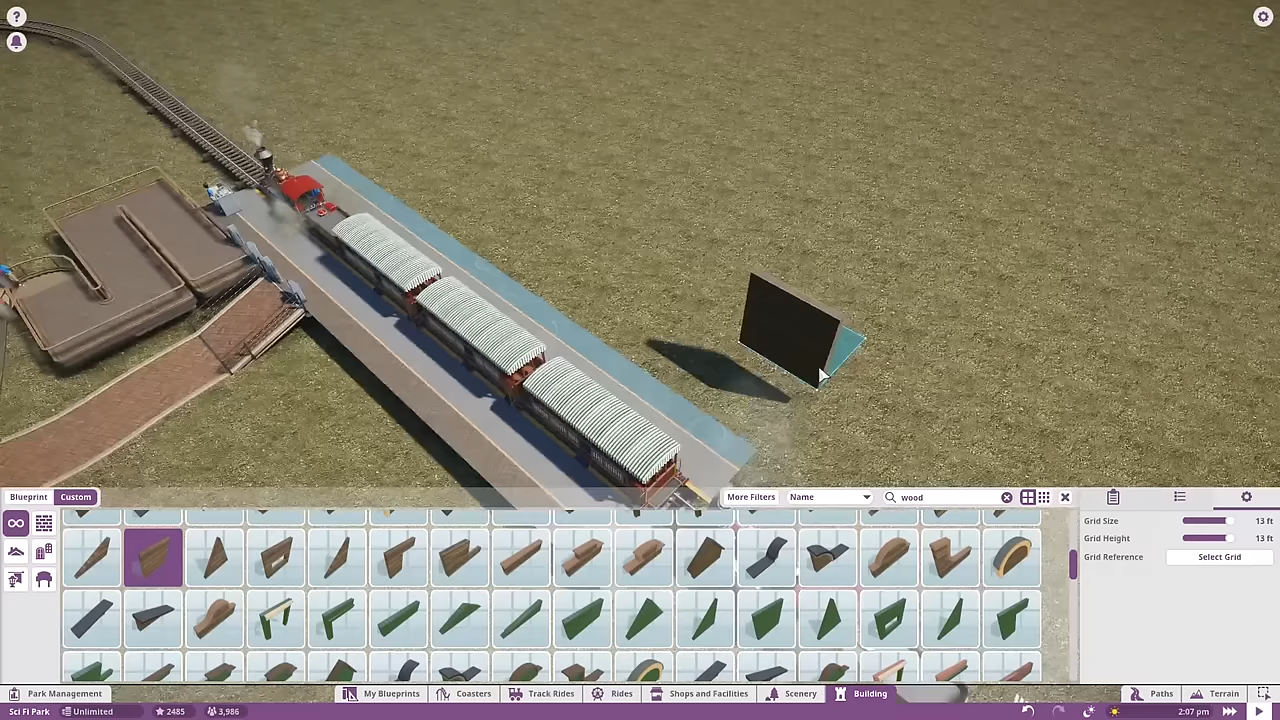 ?
Blueprint Custom More Filters Name wood
Grid Size 13 ft
Grid Height 13 ft
Grid Reference Select Grid
Park Management My Blueprints Coasters Track Rides Rides Shops and Facilities Scenery Building Paths Terrain
Sci Fi Park Unlimited 2485 3,986 2:07 pm